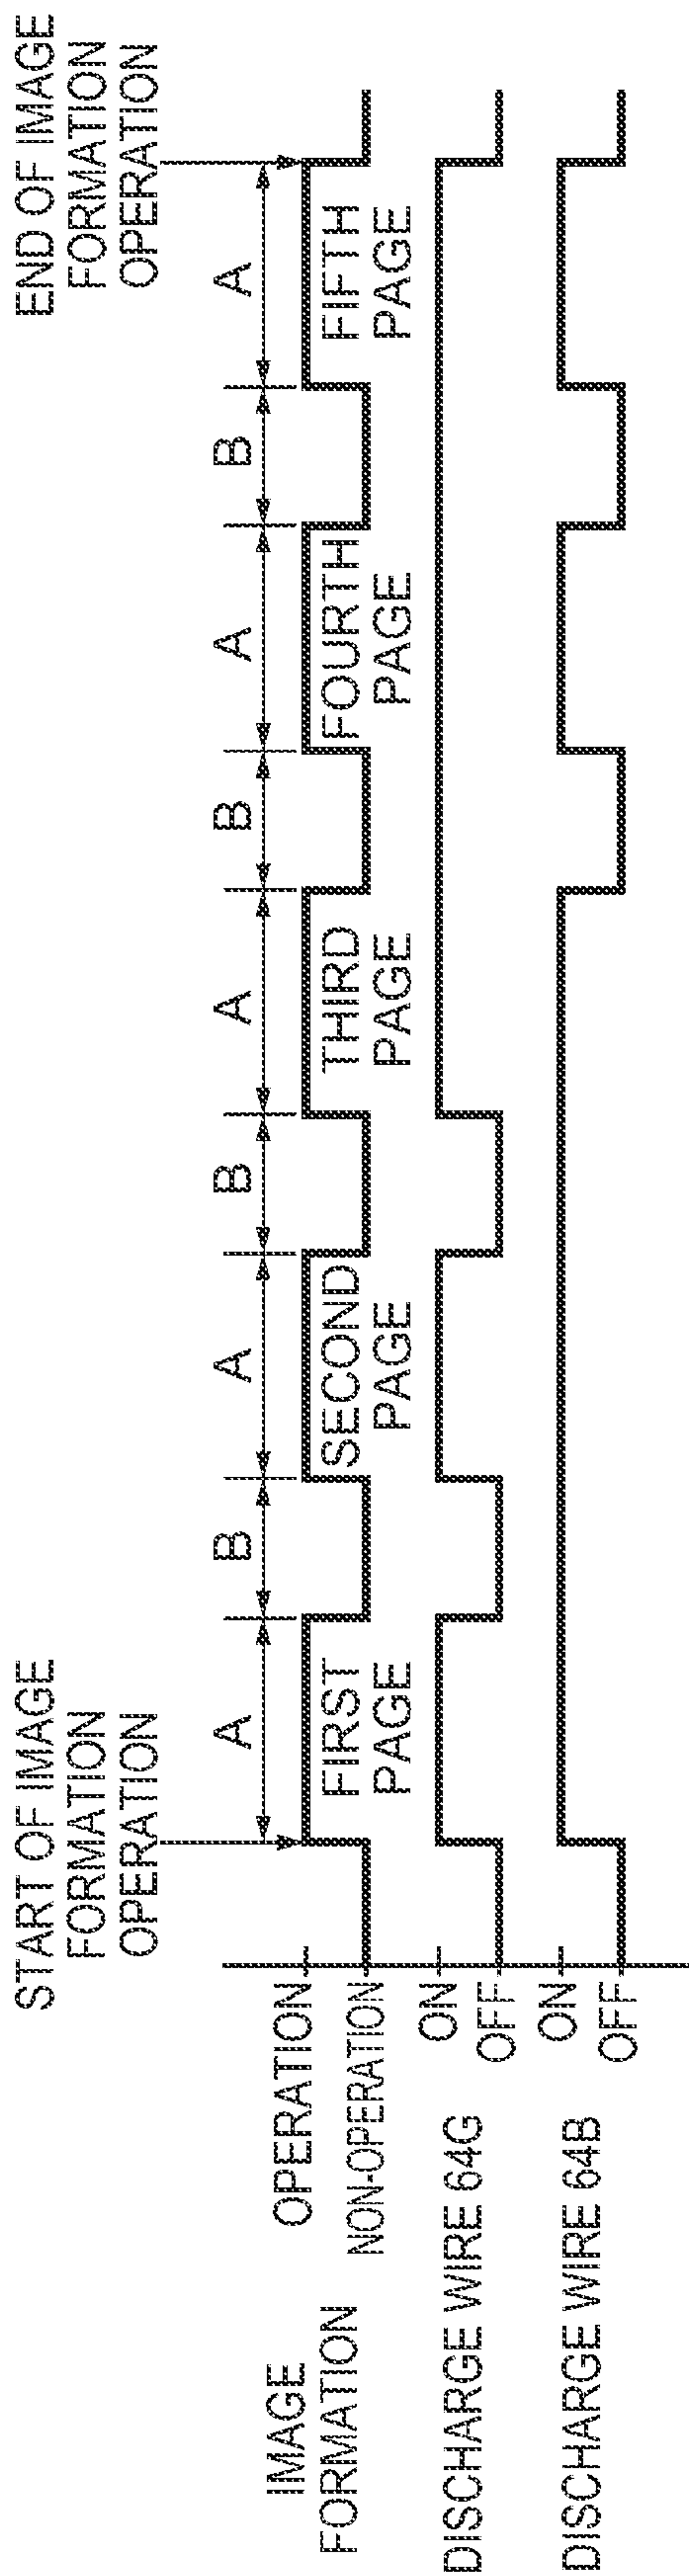 START OF IMAGE
FORMATION
OPERATION
END OF IMAGE
FORMATION
OPERATION
A
B
A
B
A
B
A
B
A
IMAGE
FORMATION
OPERATION
NON-OPERATION
FIRST
PAGE
SECOND
PAGE
THIRD
PAGE
FOURTH
PAGE
FIFTH
PAGE
DISCHARGE WIRE 64G
ON
OFF
DISCHARGE WIRE 64B
ON
OFF